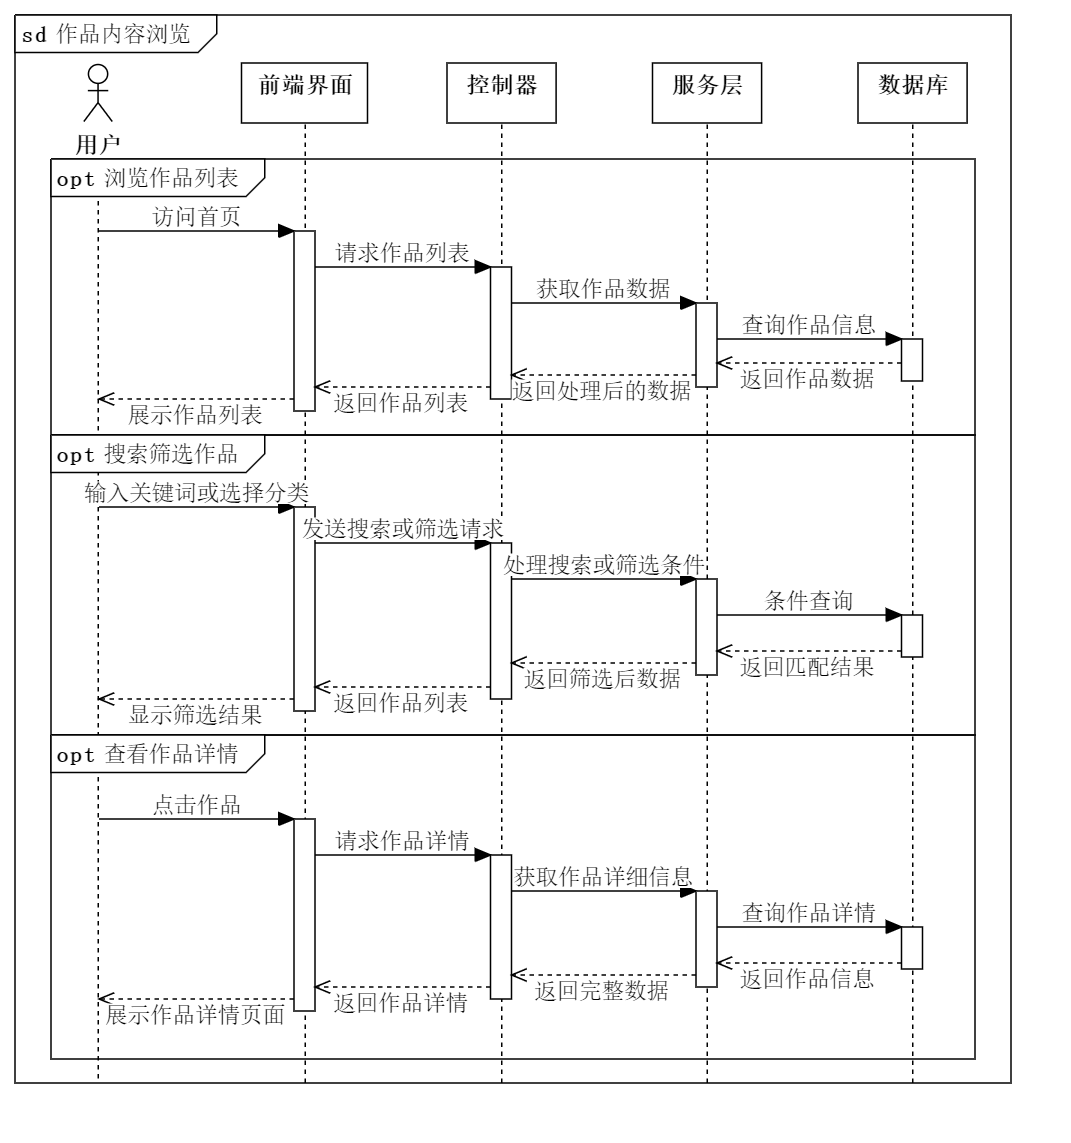 sd 作品内容浏览
前端界面
控制器
服务层
数据库
用户
opt 浏览作品列表
访问首页
请求作品列表
获取作品数据
查询作品信息
返回作品数据
返回处理后的数据
返回作品列表
展示作品列表
opt 搜索筛选作品
输入关键词或选择分类
发送搜索或筛选请求
处理搜索或筛选条件
条件查询
返回匹配结果
返回筛选后数据
返回作品列表
显示筛选结果
opt 查看作品详情
点击作品
请求作品详情
获取作品详细信息
查询作品详情
返回作品信息
返回完整数据
返回作品详情
展示作品详情页面